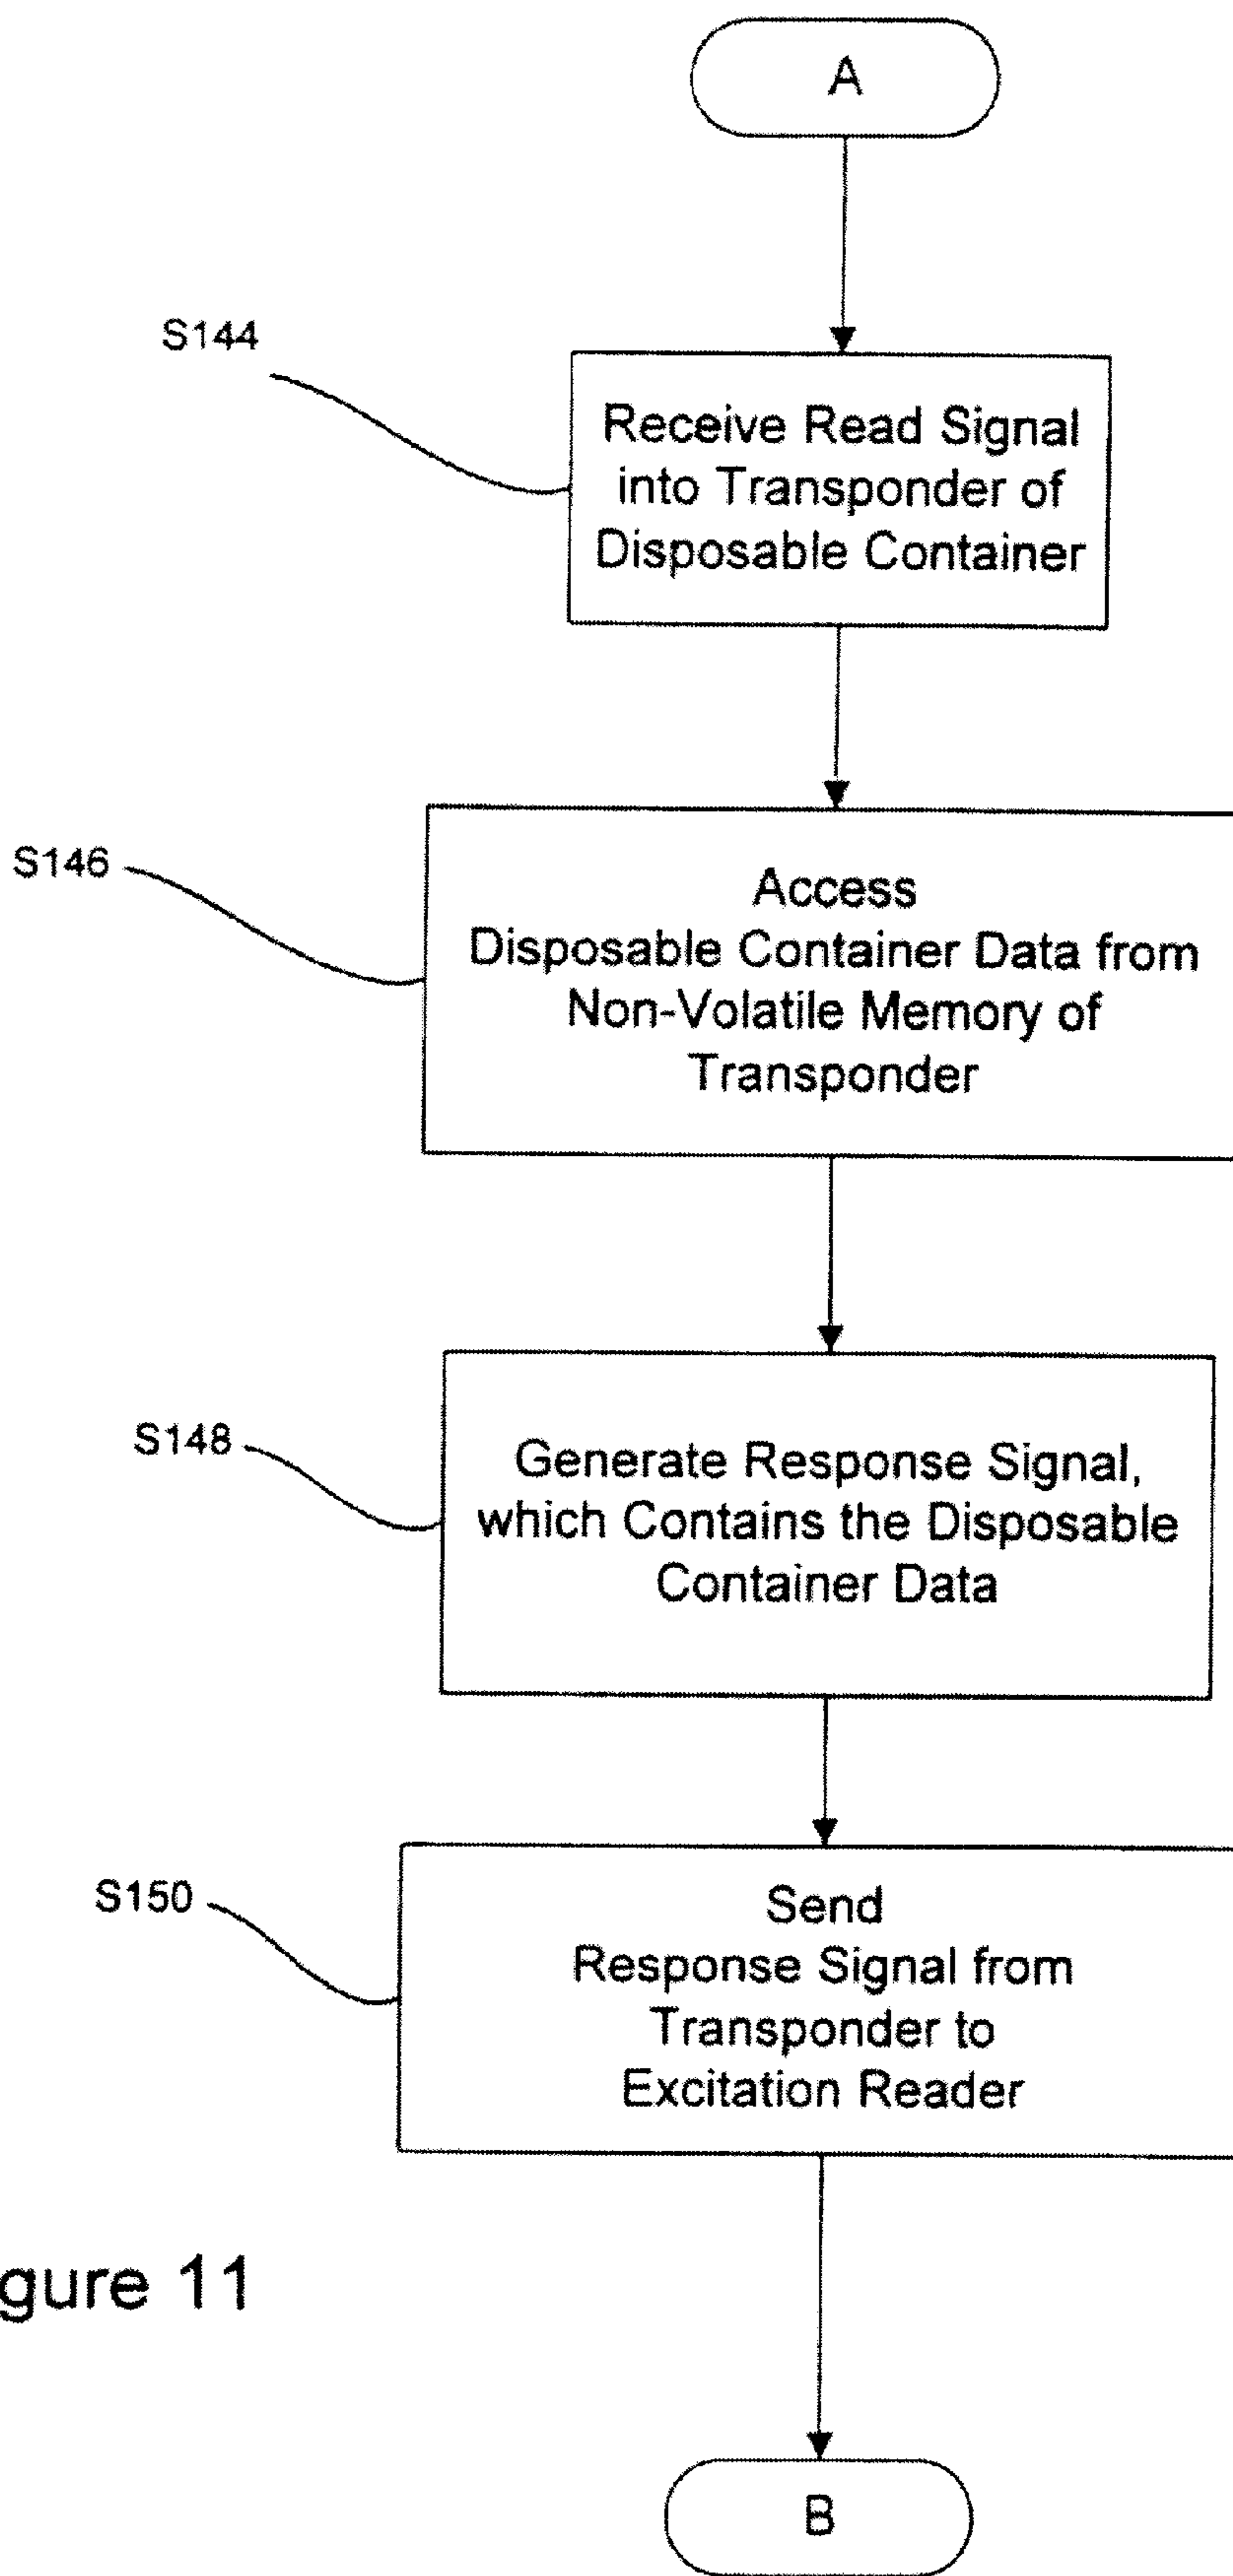 A
S144
Receive Read Signal
into Transponder of
Disposable Container
S146
Access
Disposable Container Data from
Non-Volatile Memory of
Transponder
S148
Generate Response Signal,
which Contains the Disposable
Container Data
S150
Send
Response Signal from
Transponder to
Excitation Reader
gure 11
B